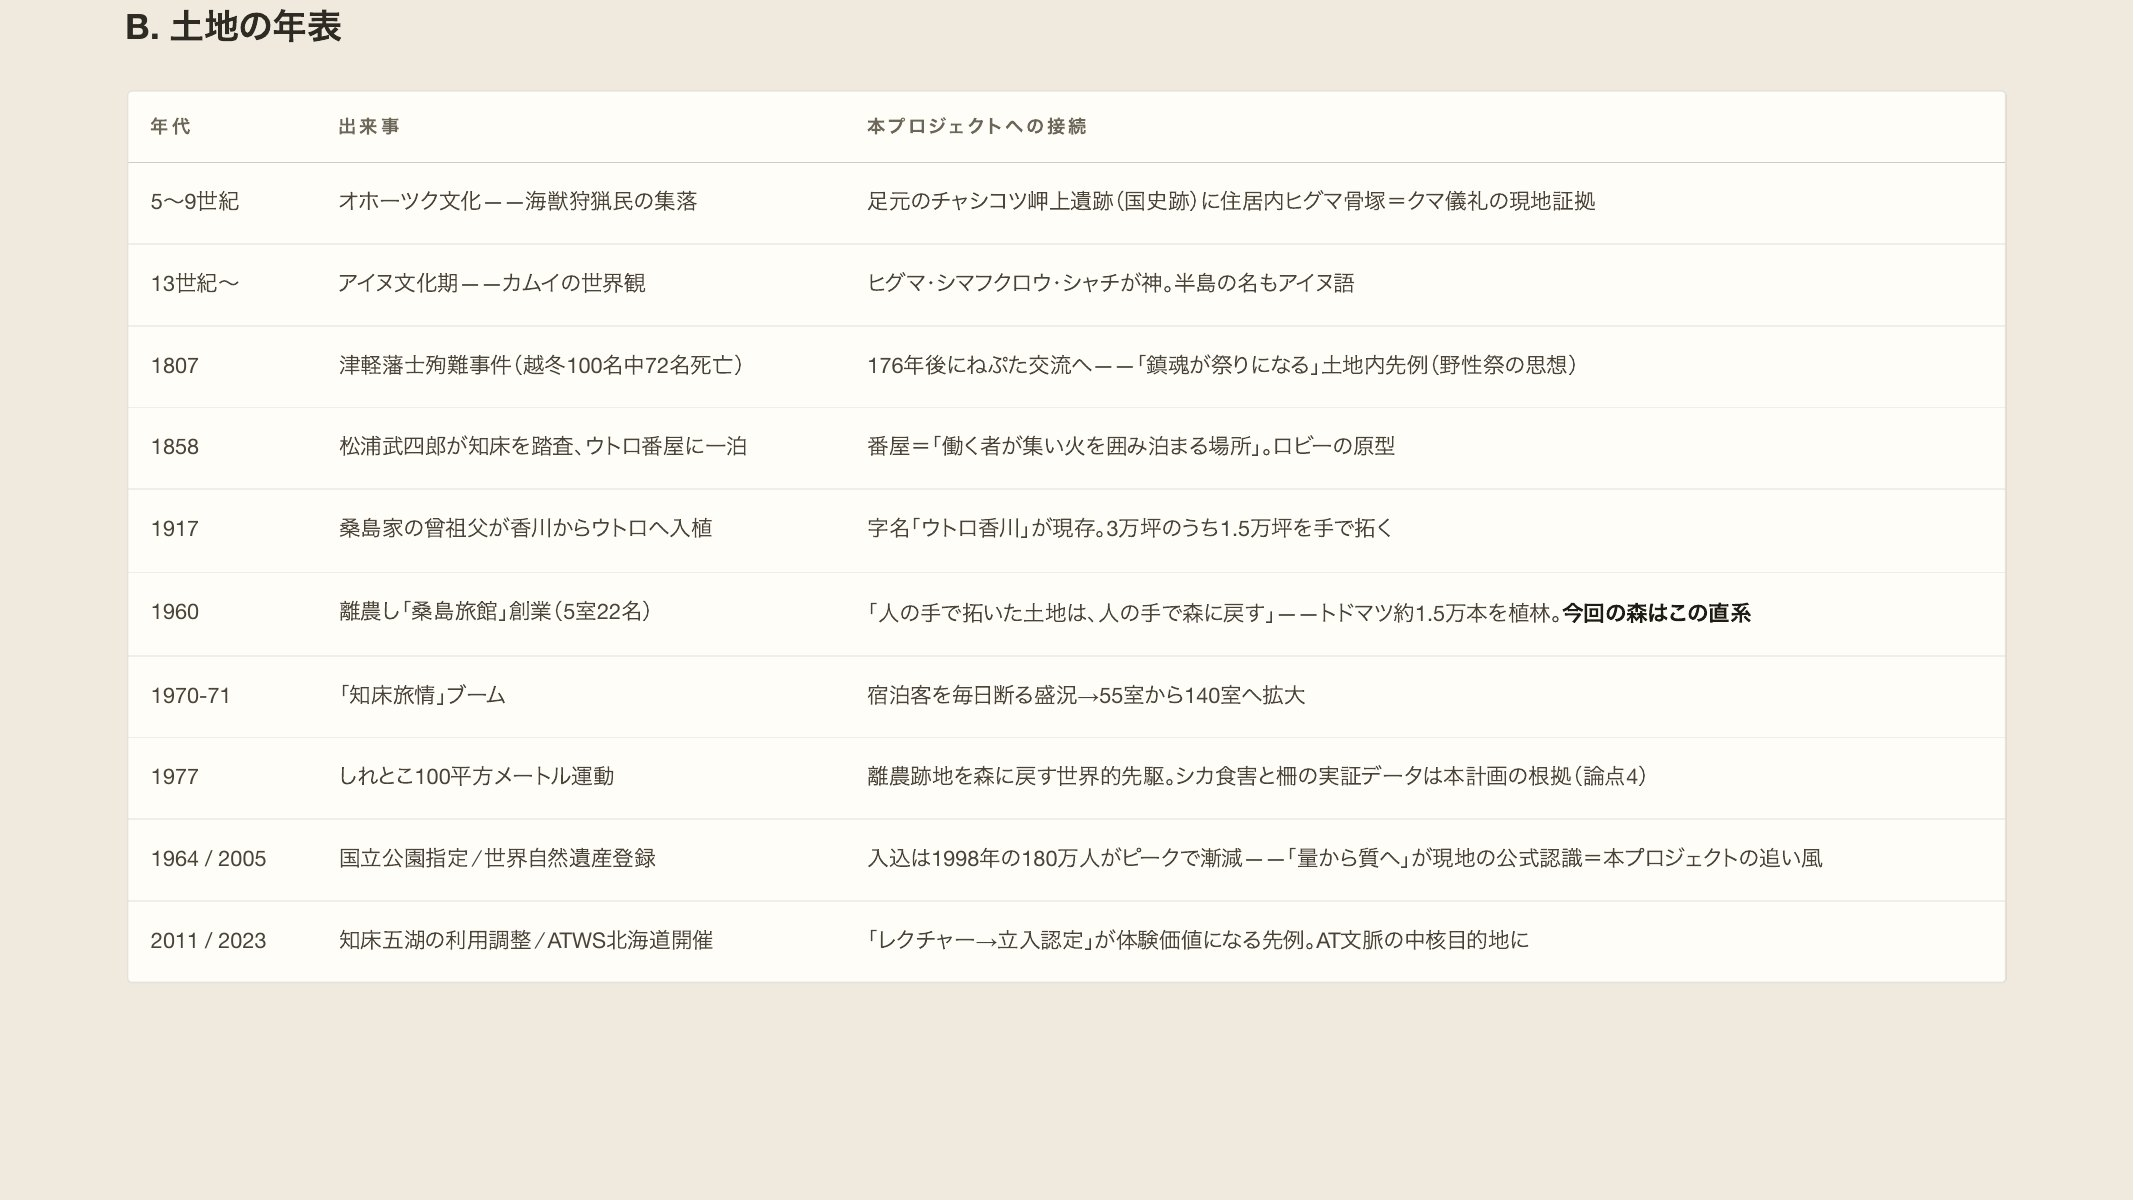 B. 土地の年表
年代 出来事 本プロジェクトへの接続
5〜9世紀 オホーツク文化——海獣狩猟民の集落 足元のチャシコツ岬上遺跡（国史跡）に住居内ヒグマ骨塚＝クマ儀礼の現地証拠
13世紀〜 アイヌ文化期——カムイの世界観 ヒグマ・シマフクロウ・シャチが神。半島の名もアイヌ語
1807 津軽藩士殉難事件（越冬100名中72名死亡） 176年後にねぷた交流へ——「鎮魂が祭りになる」土地内先例（野性祭の思想）
1858 松浦武四郎が知床を踏査、ウトロ番屋に一泊 番屋＝「働く者が集い火を囲み泊まる場所」。ロビーの原型
1917 桑島家の曾祖父が香川からウトロへ入植 字名「ウトロ香川」が現存。3万坪のうち1.5万坪を手で拓く
1960 離農し「桑島旅館」創業（5室22名） 「人の手で拓いた土地は、人の手で森に戻す」——トドマツ約1.5万本を植林。今回の森はこの直系
1970-71 「知床旅情」ブーム 宿泊客を毎日断る盛況→55室から140室へ拡大
1977 しれとこ100平方メートル運動 離農跡地を森に戻す世界的先駆。シカ食害と柵の実証データは本計画の根拠（論点4）
1964 / 2005 国立公園指定/世界自然遺産登録 入込は1998年の180万人がピークで漸減——「量から質へ」が現地の公式認識＝本プロジェクトの追い風
2011 / 2023 知床五湖の利用調整/ATWS北海道開催 「レクチャー→立入認定」が体験価値になる先例。AT文脈の中核目的地に